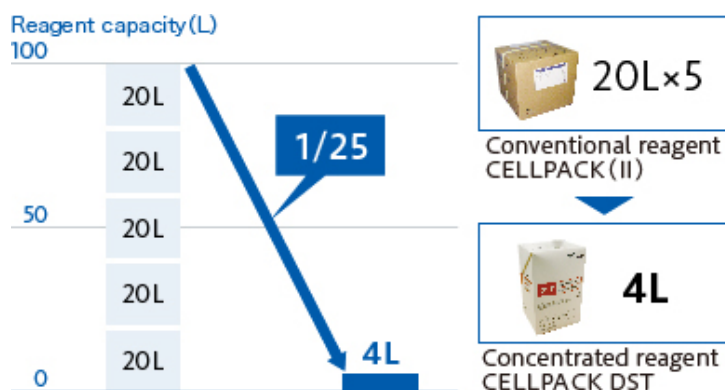 Reagent capacity(L)
100
20L
20L
1/25
50
20L
20L
20L
4L
0
20L×5
Conventional reagent
CELLPACK(II)
4L
Concentrated reagent
CELLPACK DST